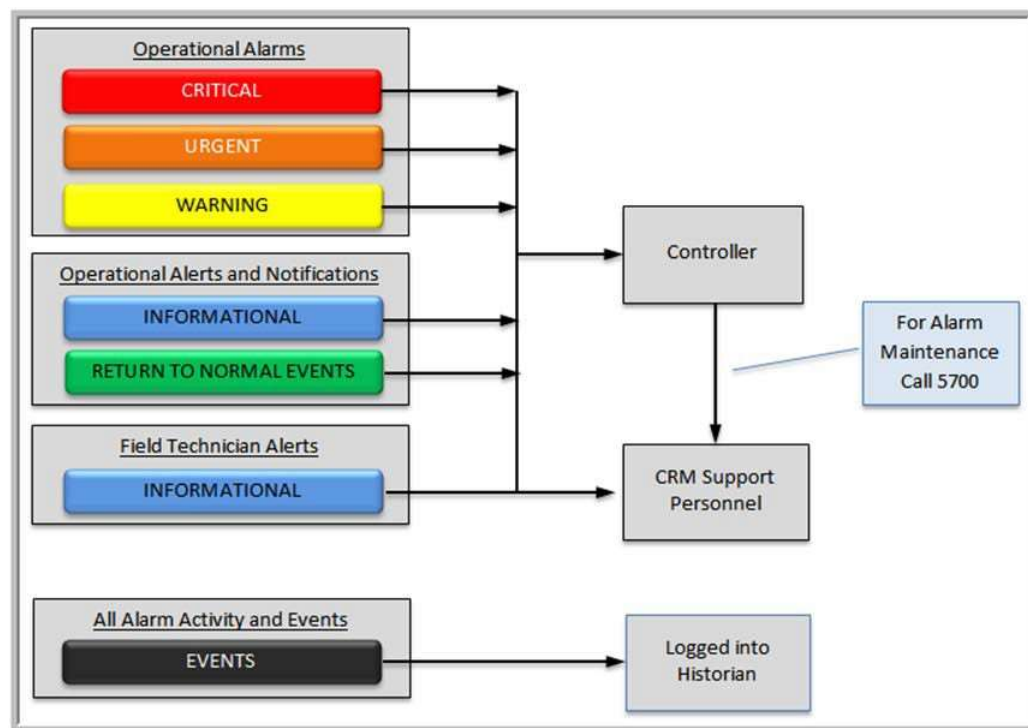 Operational Alarms
CRITICAL
URGENT
WARNING
Operational Alerts and Notifications
INFORMATIONAL
RETURN TO NORMAL EVENTS
Field Technician Alerts
INFORMATIONAL
Controller
For Alarm
Maintenance
Call 5700
CRM Support
Personnel
All Alarm Activity and Events
EVENTS
Logged into
Historian